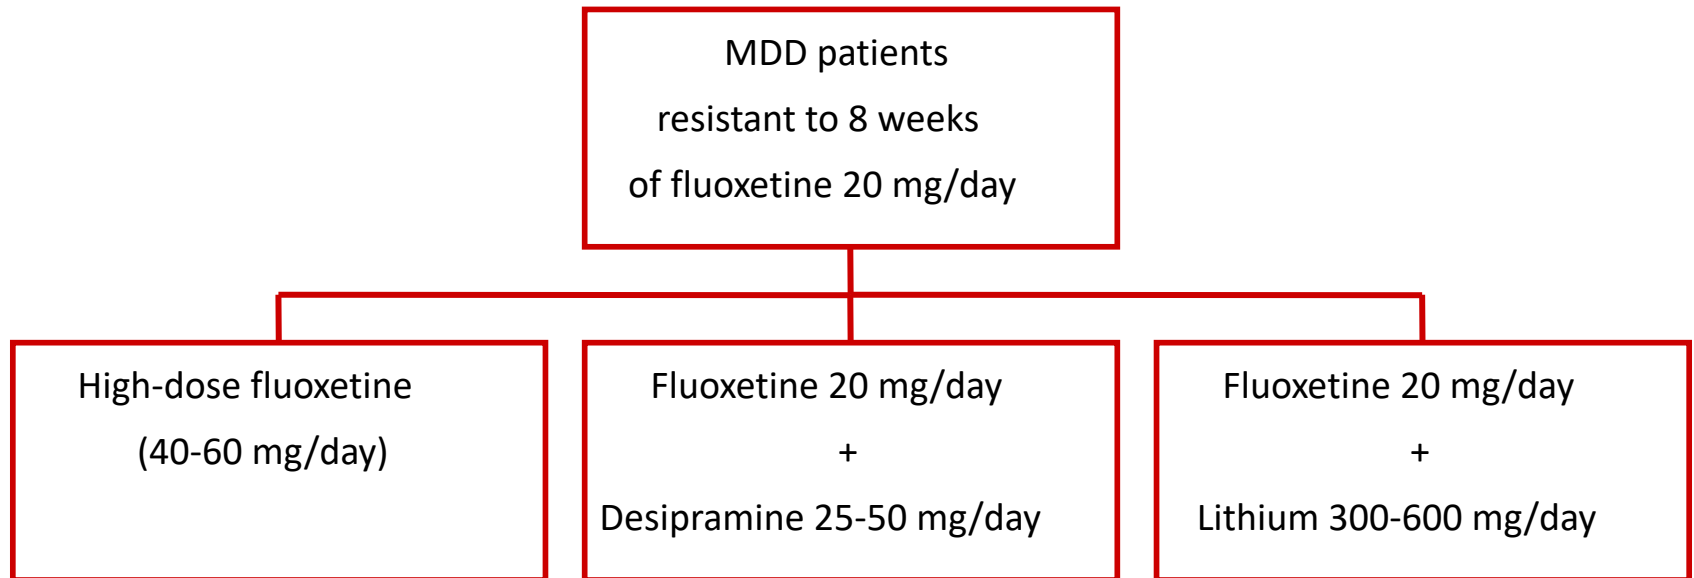 MDD patients
resistant to 8 weeks
of fluoxetine 20 mg/day
High-dose fluoxetine
(40-60 mg/day)
Fluoxetine 20 mg/day
+
Desipramine 25-50 mg/day
Fluoxetine 20 mg/day
+
Lithium 300-600 mg/day